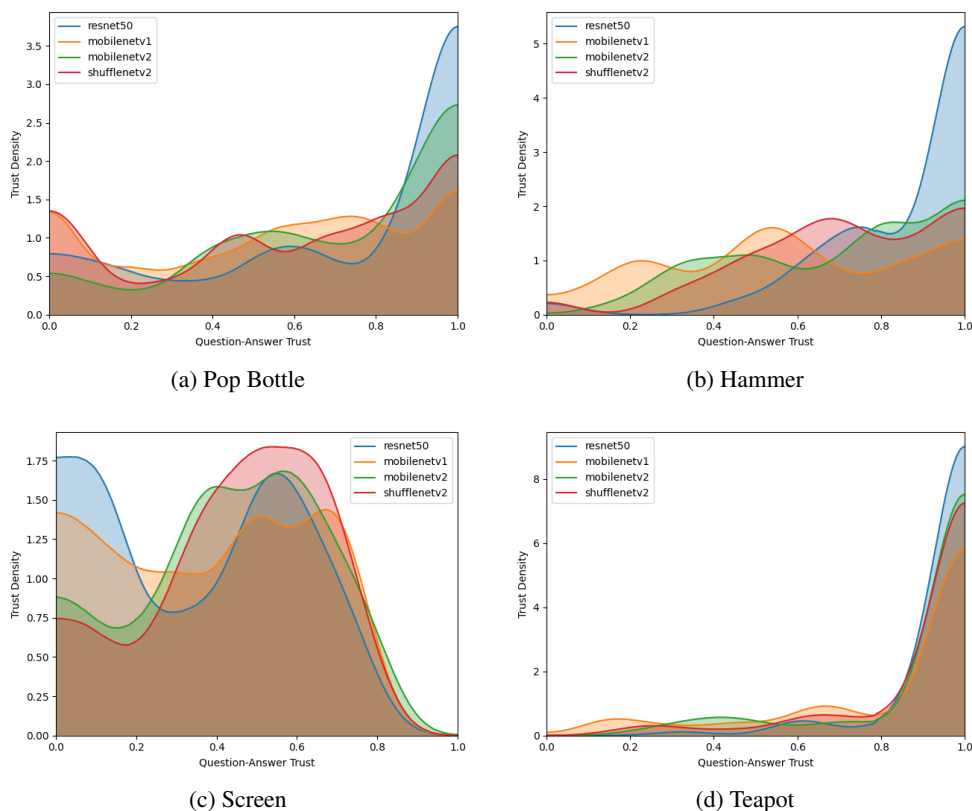 resnet50
mobilenetv1
mobilenetv2
shufflenetv2
Trust Density
3.5
3.0
2.5
2.0
1.5
1.0
0.5
0.0
0.0 0.2 0.4 0.6 0.8 1.0
Question-Answer Trust
(a) Pop Bottle
resnet50
mobilenetv1
mobilenetv2
shufflenetv2
Trust Density
5
4
3
2
1
0
0.0 0.2 0.4 0.6 0.8 1.0
Question-Answer Trust
(b) Hammer
resnet50
mobilenetv1
mobilenetv2
shufflenetv2
Trust Density
1.75
1.50
1.25
1.00
0.75
0.50
0.25
0.00
0.0 0.2 0.4 0.6 0.8 1.0
Question-Answer Trust
(c) Screen
resnet50
mobilenetv1
mobilenetv2
shufflenetv2
Trust Density
8
6
4
2
0
0.0 0.2 0.4 0.6 0.8 1.0
Question-Answer Trust
(d) Teapot